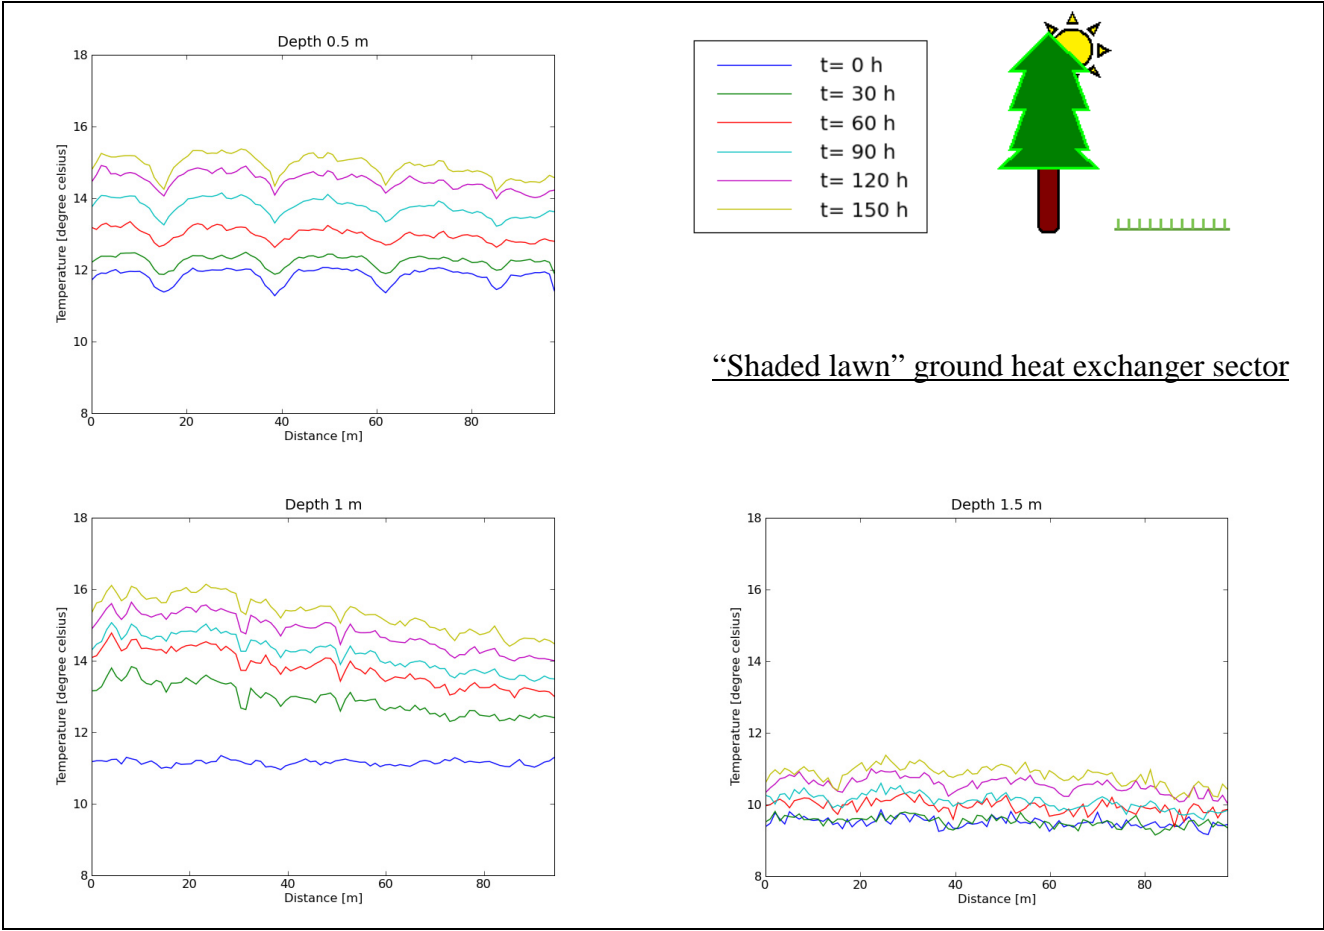 Depth 0.5 m
18
16
14
12
10
8
0 20 40 60 80
Temperature [degree celsius]
Distance [m]
t= 0 h
t= 30 h
t= 60 h
t= 90 h
t= 120 h
t= 150 h
“Shaded lawn” ground heat exchanger sector
Depth 1 m
18
16
14
12
10
8
0 20 40 60 80
Temperature [degree celsius]
Distance [m]
Depth 1.5 m
18
16
14
12
10
8
0 20 40 60 80
Temperature [degree celsius]
Distance [m]